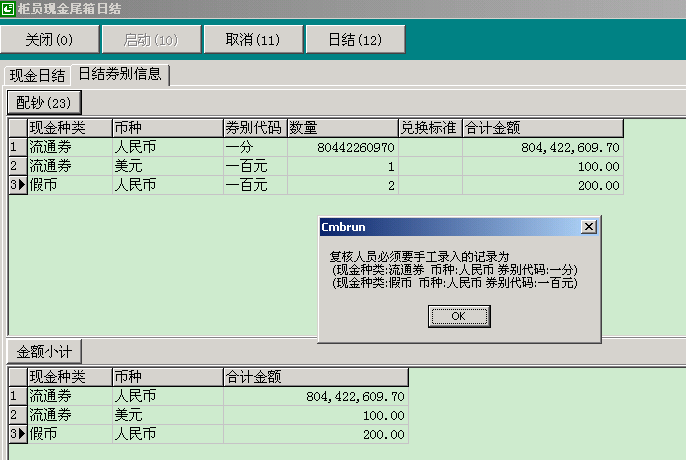 柜员现金尾箱日结
关闭(0) 启动(10) 取消(11) 日结(12)
现金日结 日结券别信息
配钞(23)
现金种类 币种 券别代码 数量 兑换标准 合计金额
1 流通券 人民币 一分 80442260970 804,422,609.70
2 流通券 美元 一百元 1 100.00
3 假币 人民币 一百元 2 200.00
Cmbrun
复核人员必须要手工录入的记录为
(现金种类:流通券 币种:人民币 券别代码:一分)
(现金种类:假币 币种:人民币 券别代码:一百元)
OK
金额小计
现金种类 币种 合计金额
1 流通券 人民币 804,422,609.70
2 流通券 美元 100.00
3 假币 人民币 200.00